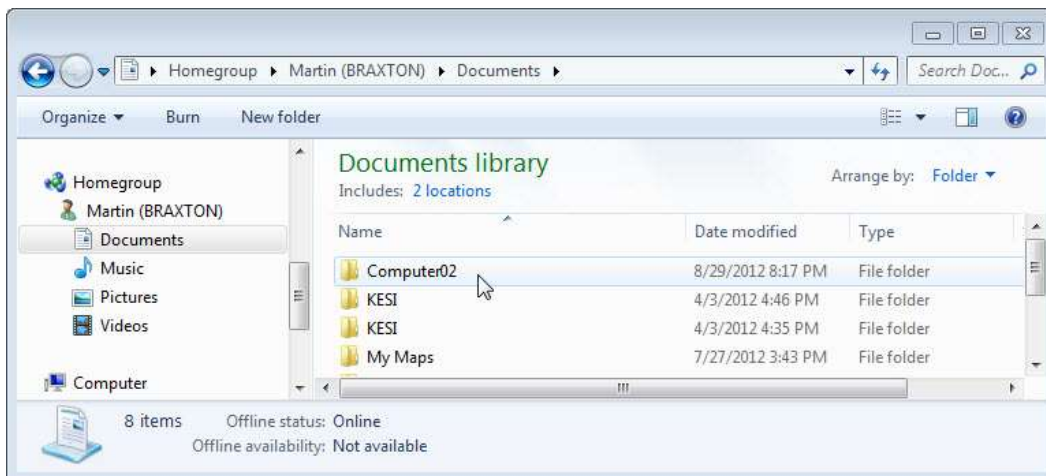 Homegroup Martin (BRAXTON) Documents
Search Doc...
Organize Burn New folder
Homegroup
Martin (BRAXTON)
Documents
Music
Pictures
Videos
Computer
Documents library
Includes: 2 locations
Arrange by: Folder
Name Date modified Type
Computer02 8/29/2012 8:17 PM File folder
KESI 4/3/2012 4:46 PM File folder
KESI 4/3/2012 4:35 PM File folder
My Maps 7/27/2012 3:43 PM File folder
8 items Offline status: Online
Offline availability: Not available